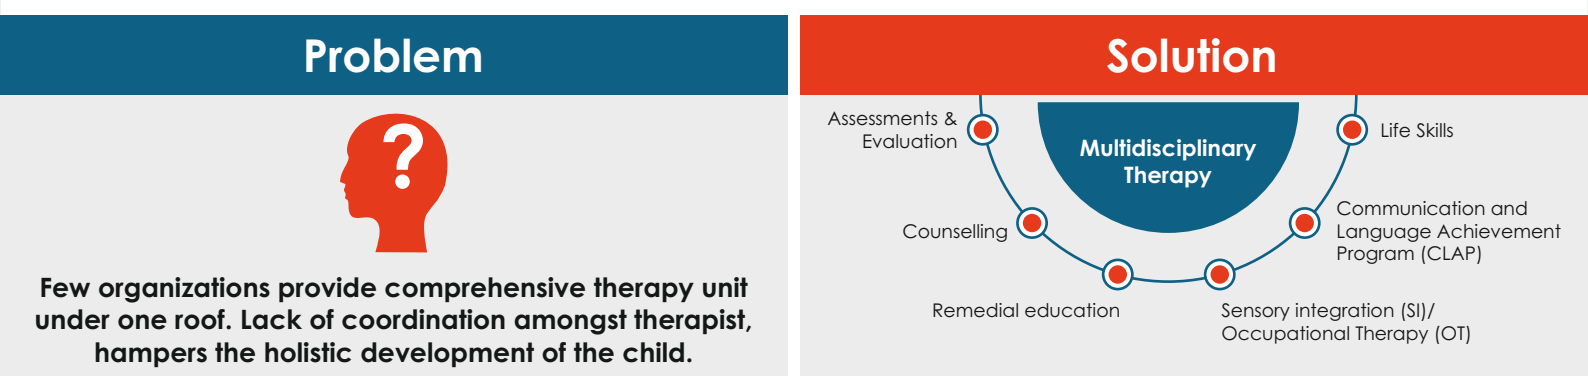 Problem
?
Few organizations provide comprehensive therapy unit
under one roof. Lack of coordination amongst therapist,
hampers the holistic development of the child.
Solution
Multidisciplinary
Therapy
Assessments &
Evaluation
Counselling
Remedial education
Sensory integration (SI)/
Occupational Therapy (OT)
Communication and
Language Achievement
Program (CLAP)
Life Skills